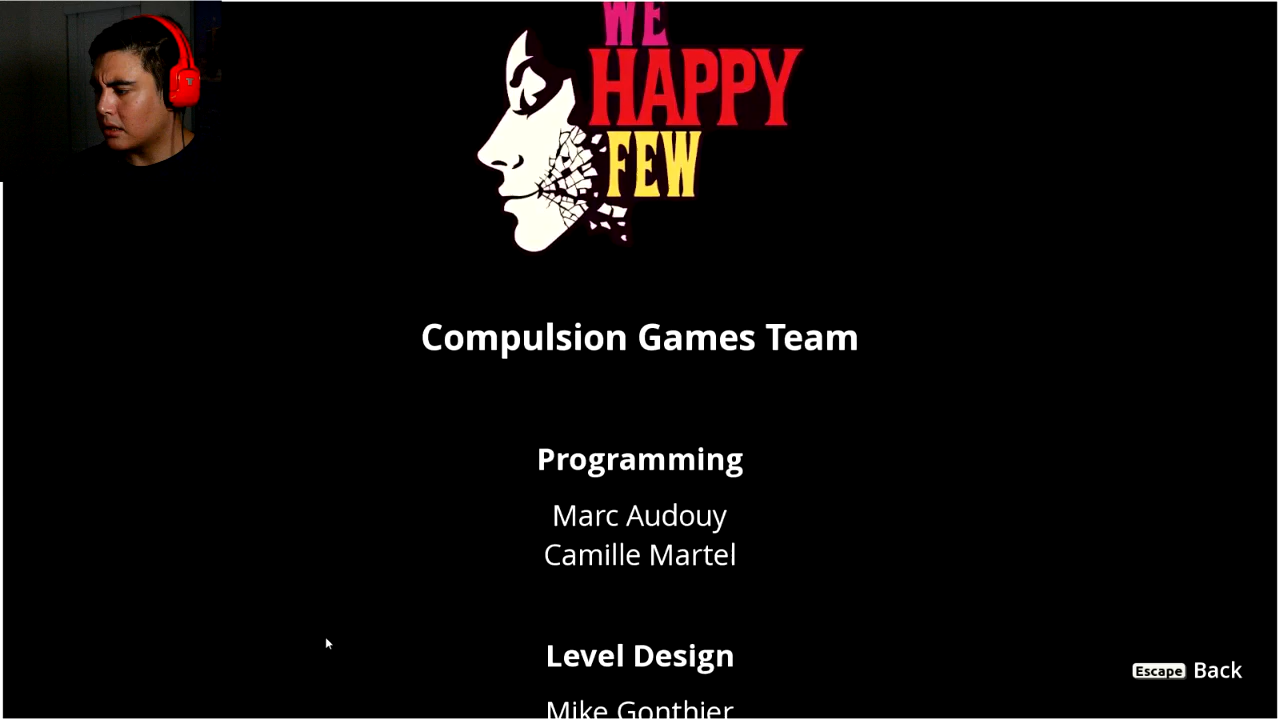 WE
HAPPY
FEW
Compulsion Games Team
Programming
Marc Audouy
Camille Martel
Level Design
Mike Gonthier
Escape Back